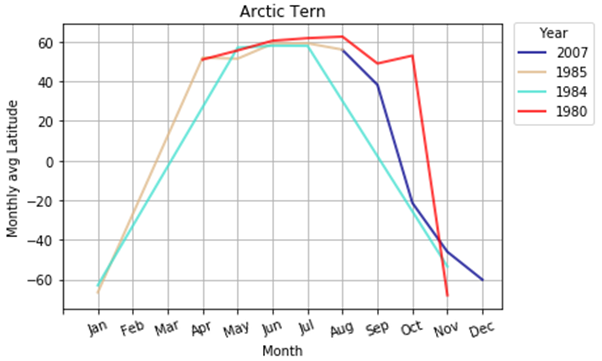 Arctic Tern
Year
2007
1985
1984
1980
Monthly avg Latitude
60
40
20
0
−20
−40
−60
Jan Feb Mar Apr May Jun Jul Aug Sep Oct Nov Dec
Month